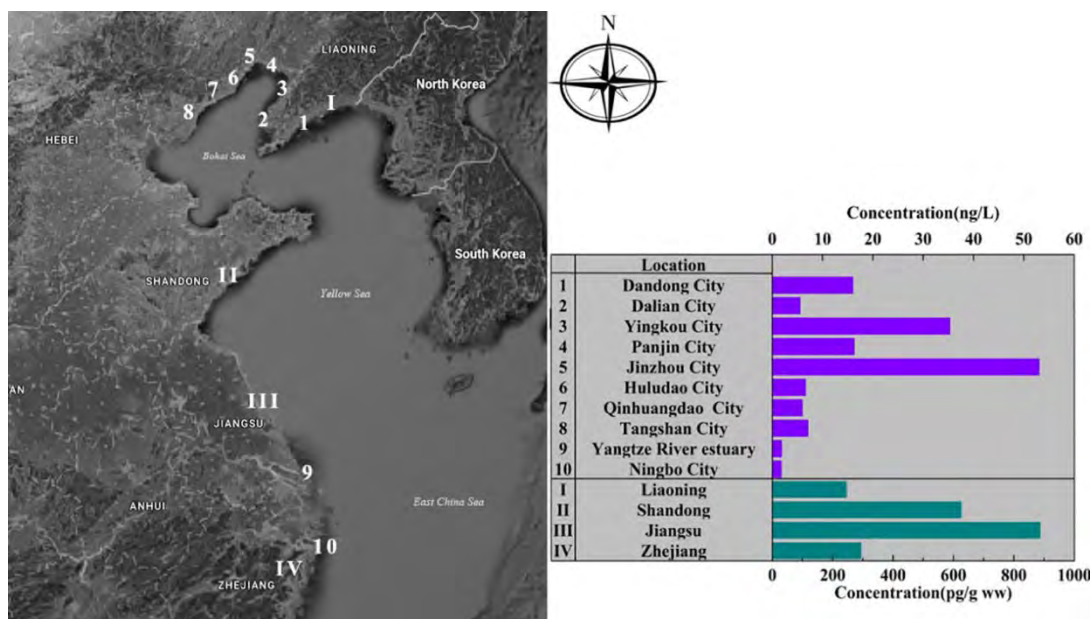 N
LIAONING
North Korea
5
4
6
3
7
I
8
2
1
HEBEI
Bohai Sea
South Korea
SHANDONG
II
Yellow Sea
AN
III
JIANGSU
9
ANHUI
East China Sea
10
IV
ZHEJIANG
Concentration(ng/L)
0 10 20 30 40 50 60
Location
1 Dandong City
2 Dalian City
3 Yingkou City
4 Panjin City
5 Jinzhou City
6 Huludao City
7 Qinhuangdao City
8 Tangshan City
9 Yangtze River estuary
10 Ningbo City
I Liaoning
II Shandong
III Jiangsu
IV Zhejiang
0 200 400 600 800 1000
Concentration(pg/g ww)